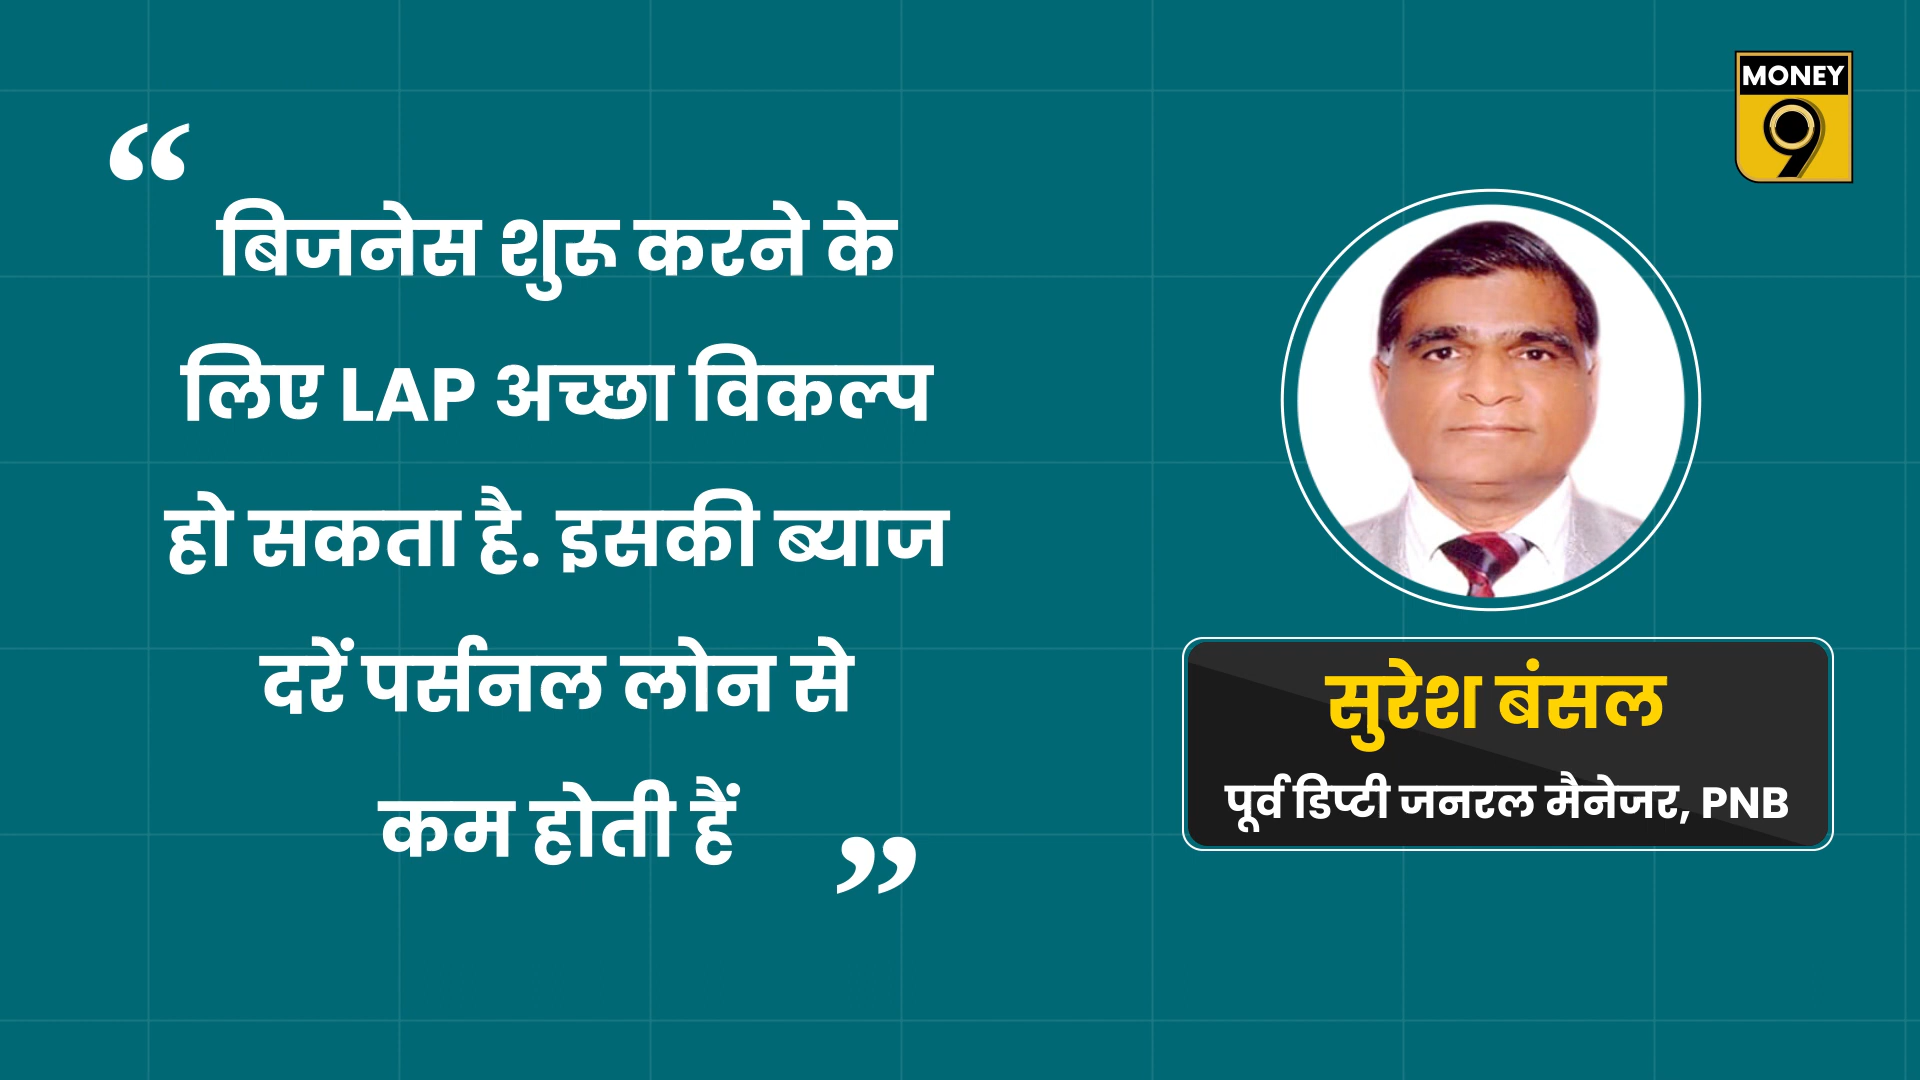 “
बिजनेस शुरू करने के
लिए LAP अच्छा विकल्प
हो सकता है. इसकी ब्याज
दरें पर्सनल लोन से
कम होती हैं
”
MONEY
9
सुरेश बंसल
पूर्व डिप्टी जनरल मैनेजर, PNB